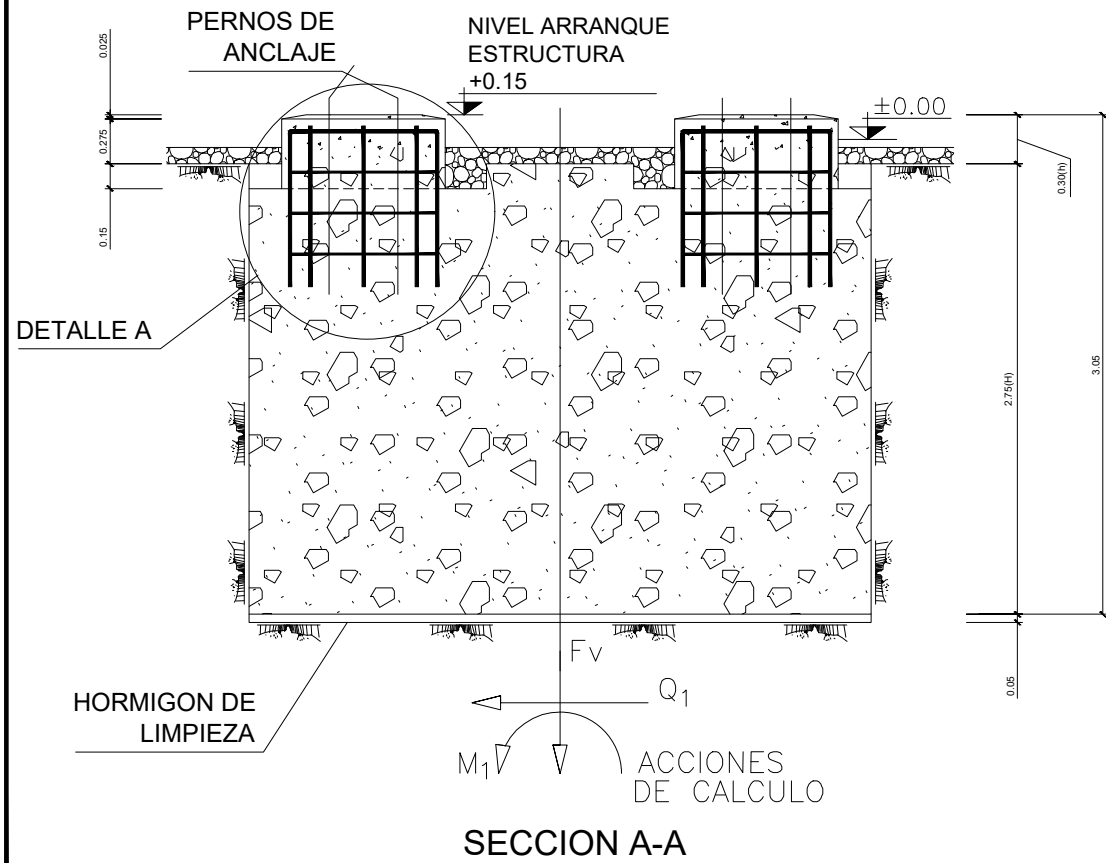 PERNOS DE
ANCLAJE
NIVEL ARRANQUE
ESTRUCTURA
+0.15
±0.00
0.025
0.275
0.15
0.30(h)
2.75(H)
3.05
0.05
DETALLE A
HORMIGON DE
LIMPIEZA
Fv
Q1
M1
ACCIONES
DE CALCULO
SECCION A-A